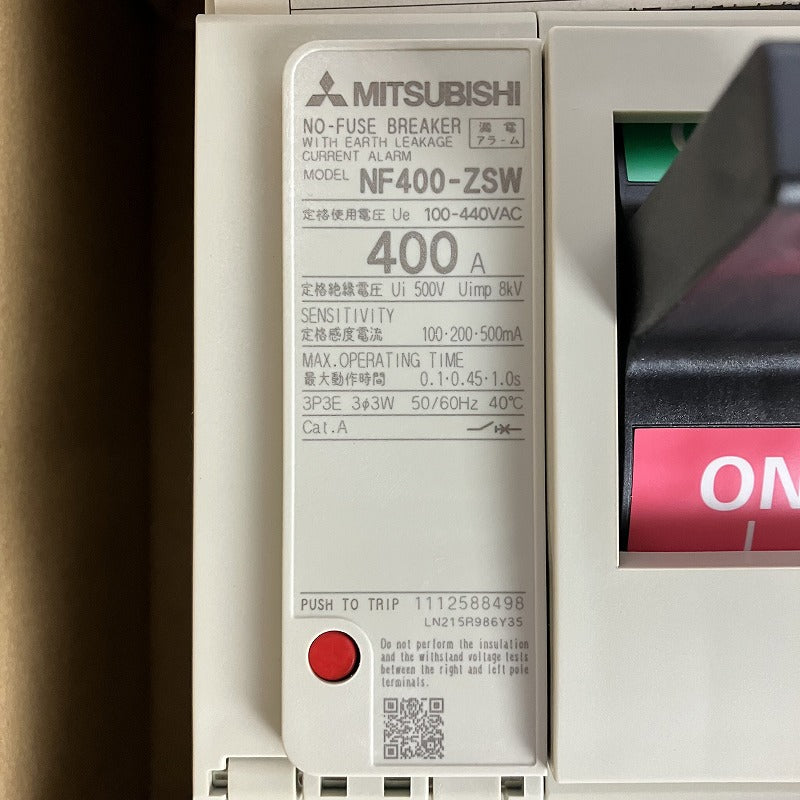 MITSUBISHI
NO-FUSE BREAKER
WITH EARTH LEAKAGE
CURRENT ALARM
漏電
アラーム
MODEL NF400-ZSW
定格使用電圧 Ue 100-440VAC
400 A
定格絶縁電圧 Ui 500V Uimp 8kV
SENSITIVITY
定格感度電流 100·200·500mA
MAX.OPERATING TIME
最大動作時間 0.1·0.45·1.0s
3P3E 3φ3W 50/60Hz 40℃
Cat.A
PUSH TO TRIP 1112588498
LN215R986Y35
Do not perform the insulation
and the withstand voltage tests
between the right and left pole
terminals.
ON